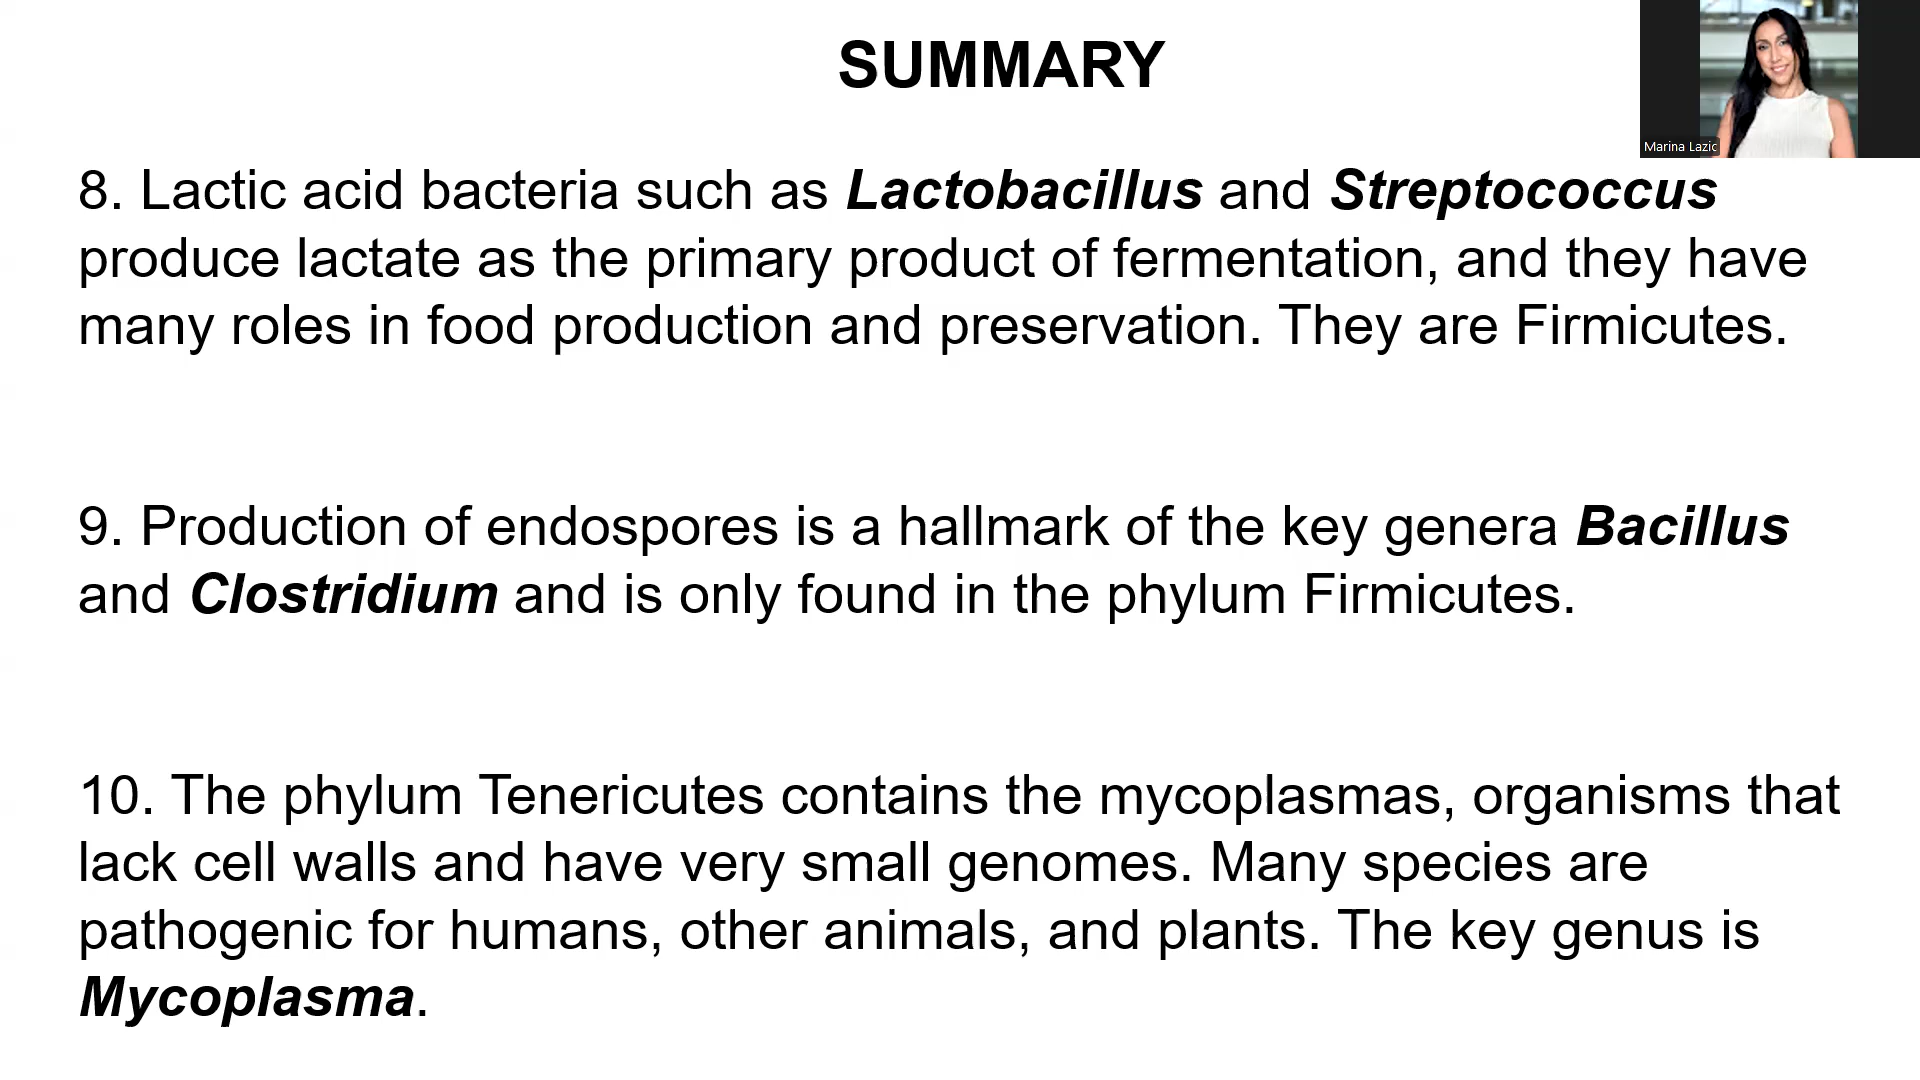 SUMMARY
Marina Lazic
8. Lactic acid bacteria such as Lactobacillus and Streptococcus
produce lactate as the primary product of fermentation, and they have
many roles in food production and preservation. They are Firmicutes.
9. Production of endospores is a hallmark of the key genera Bacillus
and Clostridium and is only found in the phylum Firmicutes.
10. The phylum Tenericutes contains the mycoplasmas, organisms that
lack cell walls and have very small genomes. Many species are
pathogenic for humans, other animals, and plants. The key genus is
Mycoplasma.